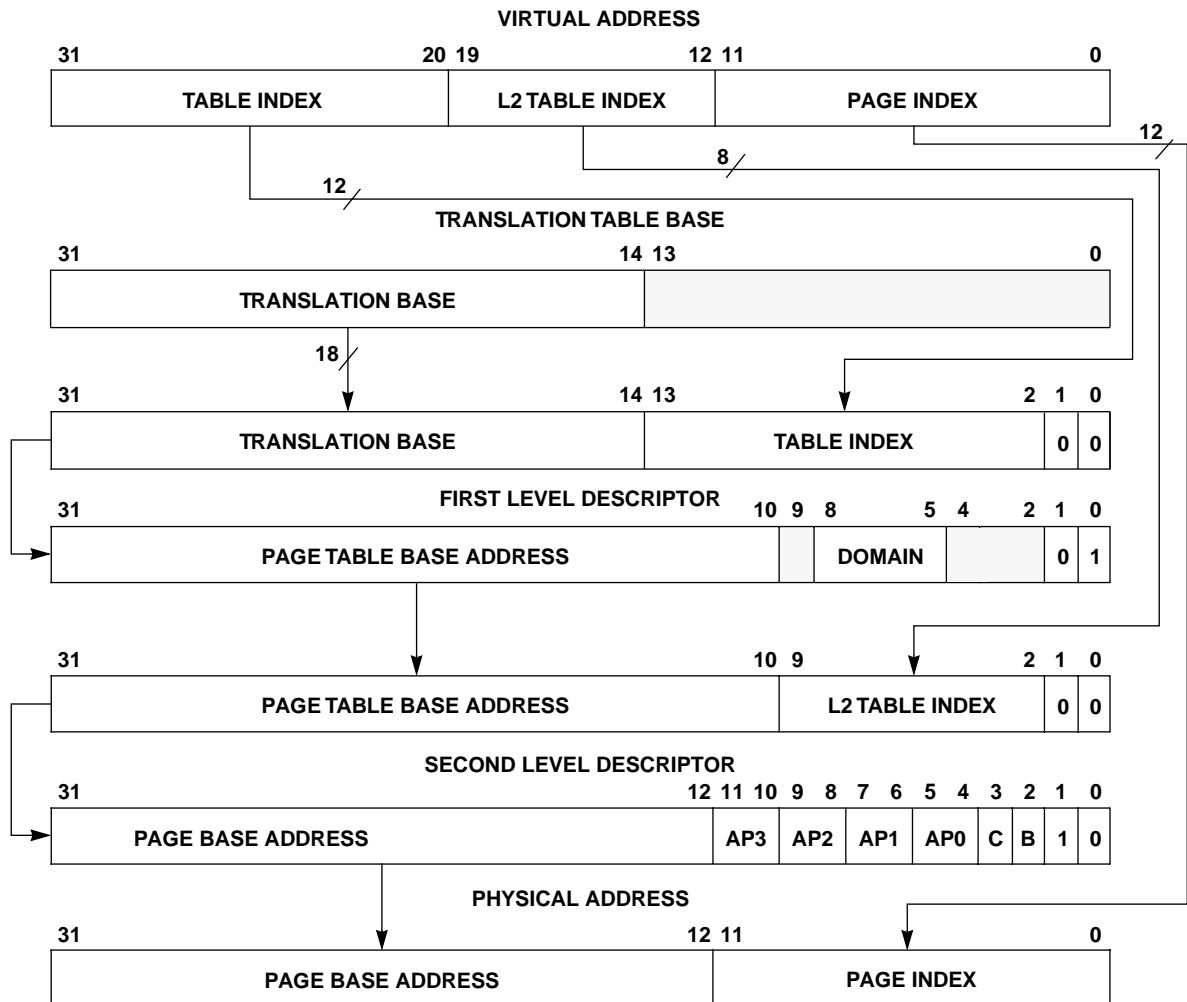 VIRTUAL ADDRESS
31 20 19 12 11 0
TABLE INDEX L2 TABLE INDEX PAGE INDEX
12
8
12
TRANSLATION TABLE BASE
31 14 13 0
TRANSLATION BASE
18
31 14 13 2 1 0
TRANSLATION BASE TABLE INDEX 0 0
FIRST LEVEL DESCRIPTOR
31 10 9 8 5 4 2 1 0
PAGE TABLE BASE ADDRESS DOMAIN 0 1
31 10 9 2 1 0
PAGE TABLE BASE ADDRESS L2 TABLE INDEX 0 0
SECOND LEVEL DESCRIPTOR
31 12 11 10 9 8 7 6 5 4 3 2 1 0
PAGE BASE ADDRESS AP3 AP2 AP1 AP0 C B 1 0
PHYSICAL ADDRESS
31 12 11 0
PAGE BASE ADDRESS PAGE INDEX